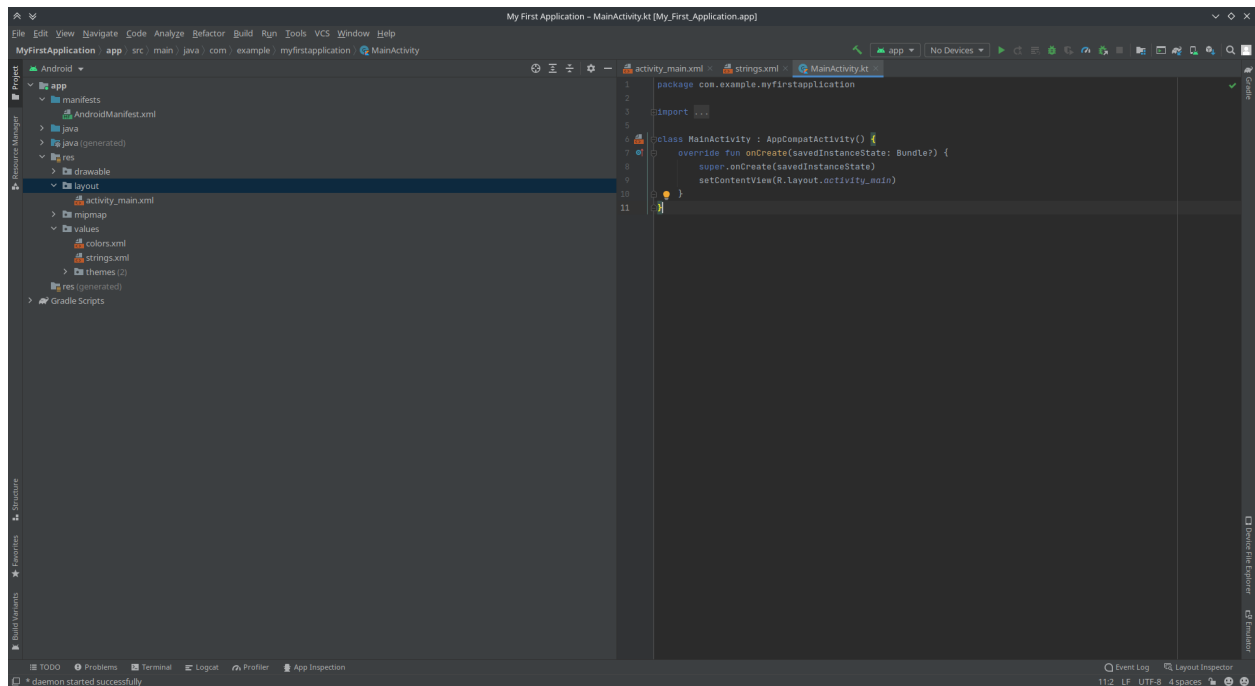 My First Application – MainActivity.kt [My_First_Application.app]
File Edit View Navigate Code Analyze Refactor Build Run Tools VCS Window Help
MyFirstApplication app src main java com example myfirstapplication MainActivity
app No Devices
Project
Resource Manager
Structure
Favorites
Build Variants
Android
app
manifests
AndroidManifest.xml
java
java (generated)
res
drawable
layout
activity_main.xml
mipmap
values
colors.xml
strings.xml
themes (2)
res (generated)
Gradle Scripts
activity_main.xml strings.xml MainActivity.kt
1 package com.example.myfirstapplication
2
3 import ...
5
6 class MainActivity : AppCompatActivity() {
7 override fun onCreate(savedInstanceState: Bundle?) {
8 super.onCreate(savedInstanceState)
9 setContentView(R.layout.activity_main)
10 }
11 }
Gradle
Device File Explorer
Emulator
TODO Problems Terminal Logcat Profiler App Inspection
Event Log Layout Inspector
* daemon started successfully
11:2 LF UTF-8 4 spaces